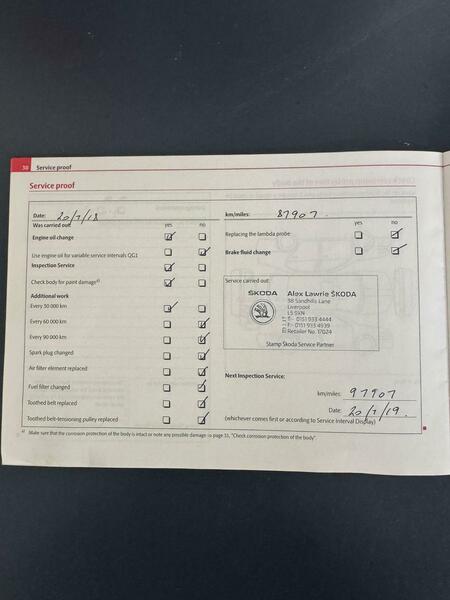 38 Service proof
Service proof
Date: 20/7/18 km/miles: 87907
Was carried out: yes no yes no
Engine oil change Replacing the lambda probe
Use engine oil for variable service intervals QG1 Brake fluid change
Inspection Service
Check body for paint damage a)
Additional work
Every 30 000 km
Every 60 000 km
Every 90 000 km
Spark plug changed
Air filter element replaced
Fuel filter changed
Toothed belt replaced
Toothed belt-tensioning pulley replaced
Service carried out:
ŠKODA Alex Lawrie ŠKODA
38 Sandhills Lane
Liverpool
L5 9XN
T- 0151 933 4444
F- 0151 933 4939
Retailer No. 17024
Stamp Škoda Service Partner
Next Inspection Service:
km/miles: 97907
Date: 20/7/19
(whichever comes first or according to Service Interval Display)
a) Make sure that the corrosion protection of the body is intact or note any possible damage to page 33, "Check corrosion protection of the body".